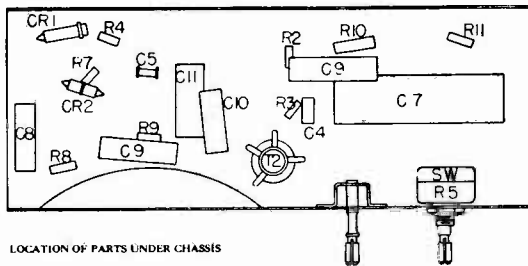 CR1
R4
R2
R10
R11
R7
C5
C11
C9
C7
CR2
C10
C8
R3
C4
R9
C9
T2
R8
SW
R5
LOCATION OF PARTS UNDER CHASSIS